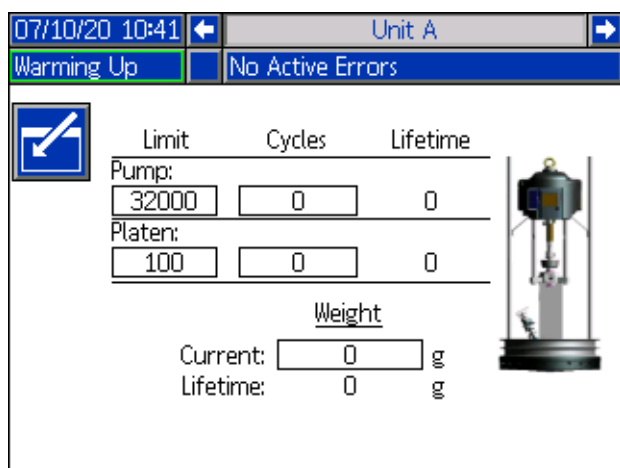 07/10/20 10:41 Unit A
Warming Up No Active Errors
Limit Cycles Lifetime
Pump:
32000 0 0
Platen:
100 0 0
Weight
Current: 0 g
Lifetime: 0 g